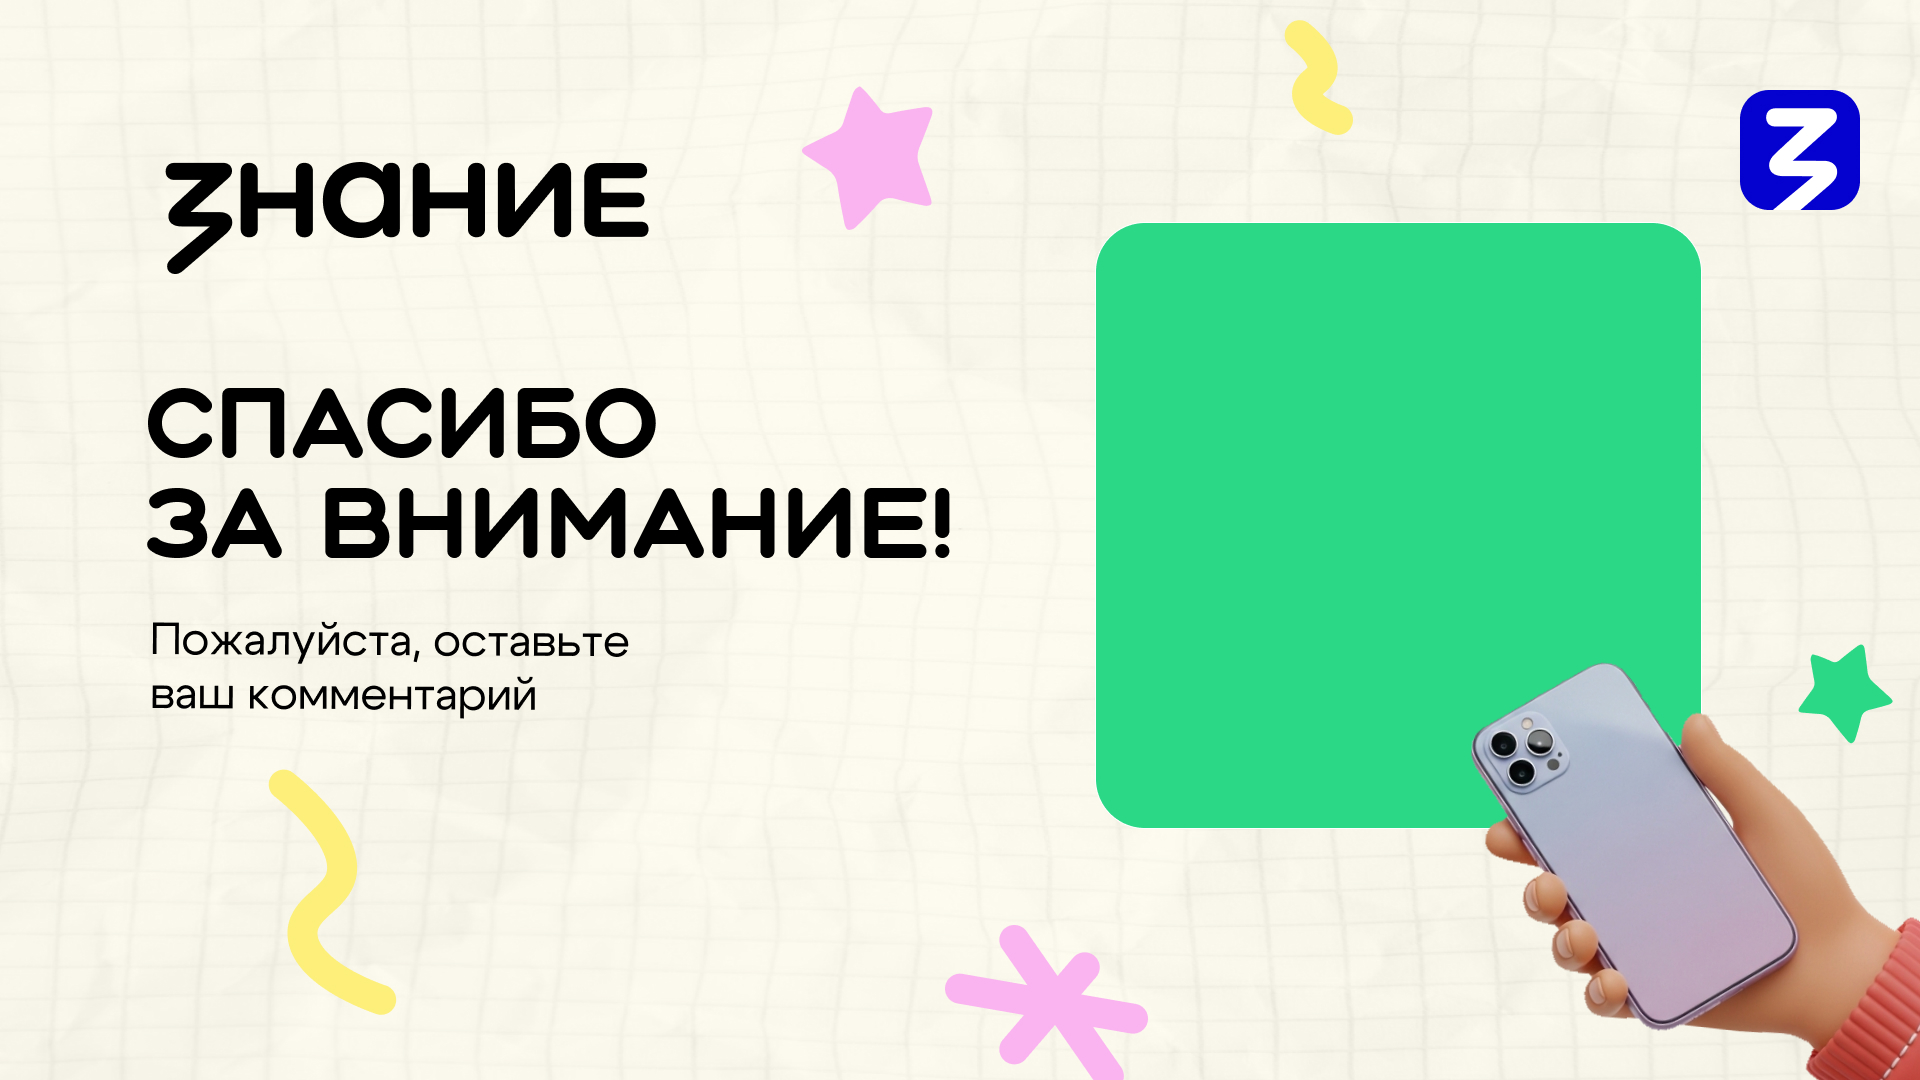 знание
СПАСИБО
ЗА ВНИМАНИЕ!
Пожалуйста, оставьте
ваш комментарий